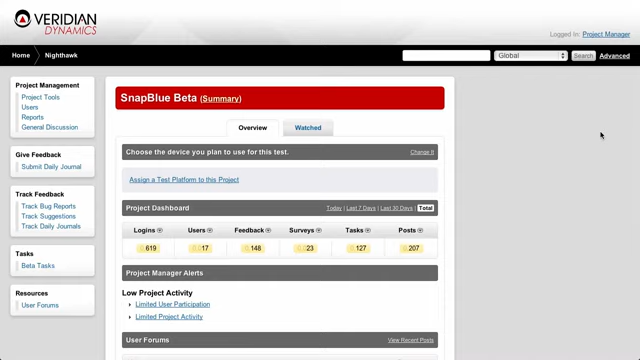 VERIDIAN
DYNAMICS
Logged In: Project Manager
Home
Nighthawk
Global
Search
Advanced
Project Management
Project Tools
Users
Reports
General Discussion
Give Feedback
Submit Daily Journal
Track Feedback
Track Bug Reports
Track Suggestions
Track Daily Journals
Tasks
Beta Tasks
Resources
User Forums
SnapBlue Beta (Summary)
Overview
Watched
Choose the device you plan to use for this test.
Change It
Assign a Test Platform to this Project
Project Dashboard
Today | Last 7 Days | Last 30 Days | Total
Logins Users Feedback Surveys Tasks Posts
619 17 148 23 127 207
Project Manager Alerts
Low Project Activity
Limited User Participation
Limited Project Activity
User Forums
View Recent Posts